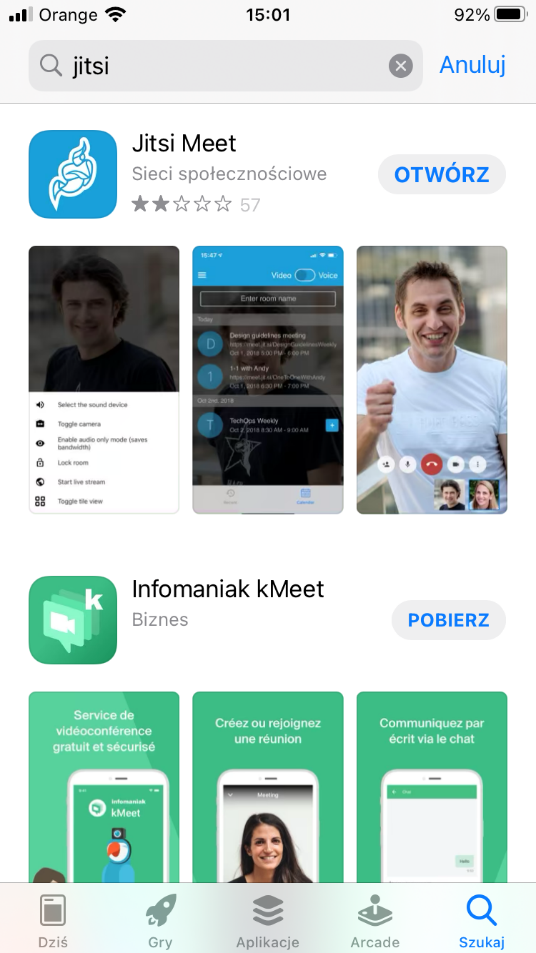 Orange 15:01 92%
jitsi Anuluj
Jitsi Meet
Sieci społecznościowe
OTWÓRZ
57
Select the sound device
Toggle camera
Enable audio only mode (saves
bandwidth)
Lock room
Start live stream
Toggle tile view
15:47
Video Voice
Enter room name
Today
D
Design guidelines meeting
Oct 1, 2018 5:30 PM - 6:00 PM
1
1-1 with Andy
Oct 1, 2018 6:30 PM - 7:00 PM
Oct 2nd, 2018
T
TechOps Weekly
Oct 2, 2018 8:30 AM - 9:00 AM
Calendar
Infomaniak kMeet
Biznes
POBIERZ
k
Service de
vidéoconférence
gratuit et sécurisé
infomaniak
kMeet
Créez ou rejoignez
une réunion
Meeting
Communiquez par
écrit via le chat
Hello
Dziś Gry Aplikacje Arcade Szukaj